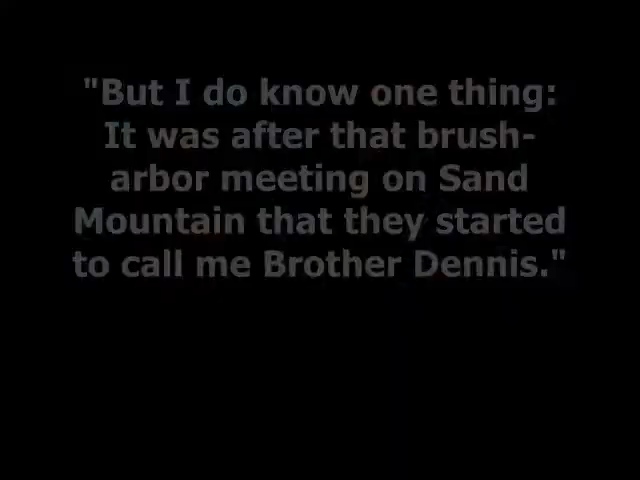 "But I do know one thing:
It was after that brush-
arbor meeting on Sand
Mountain that they started
to call me Brother Dennis."